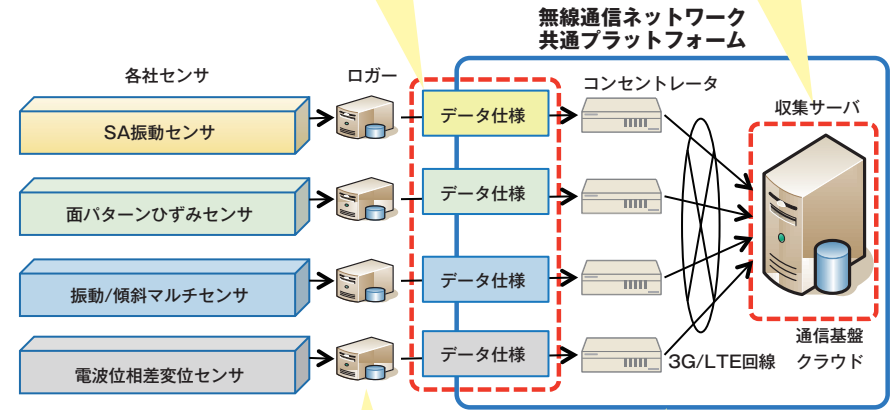 無線通信ネットワーク
共通プラットフォーム
各社センサ
ロガー
コンセントレータ
収集サーバ
SA振動センサ
データ仕様
面パターンひずみセンサ
データ仕様
振動/傾斜マルチセンサ
データ仕様
電波位相差変位センサ
データ仕様
3G/LTE回線
通信基盤
クラウド